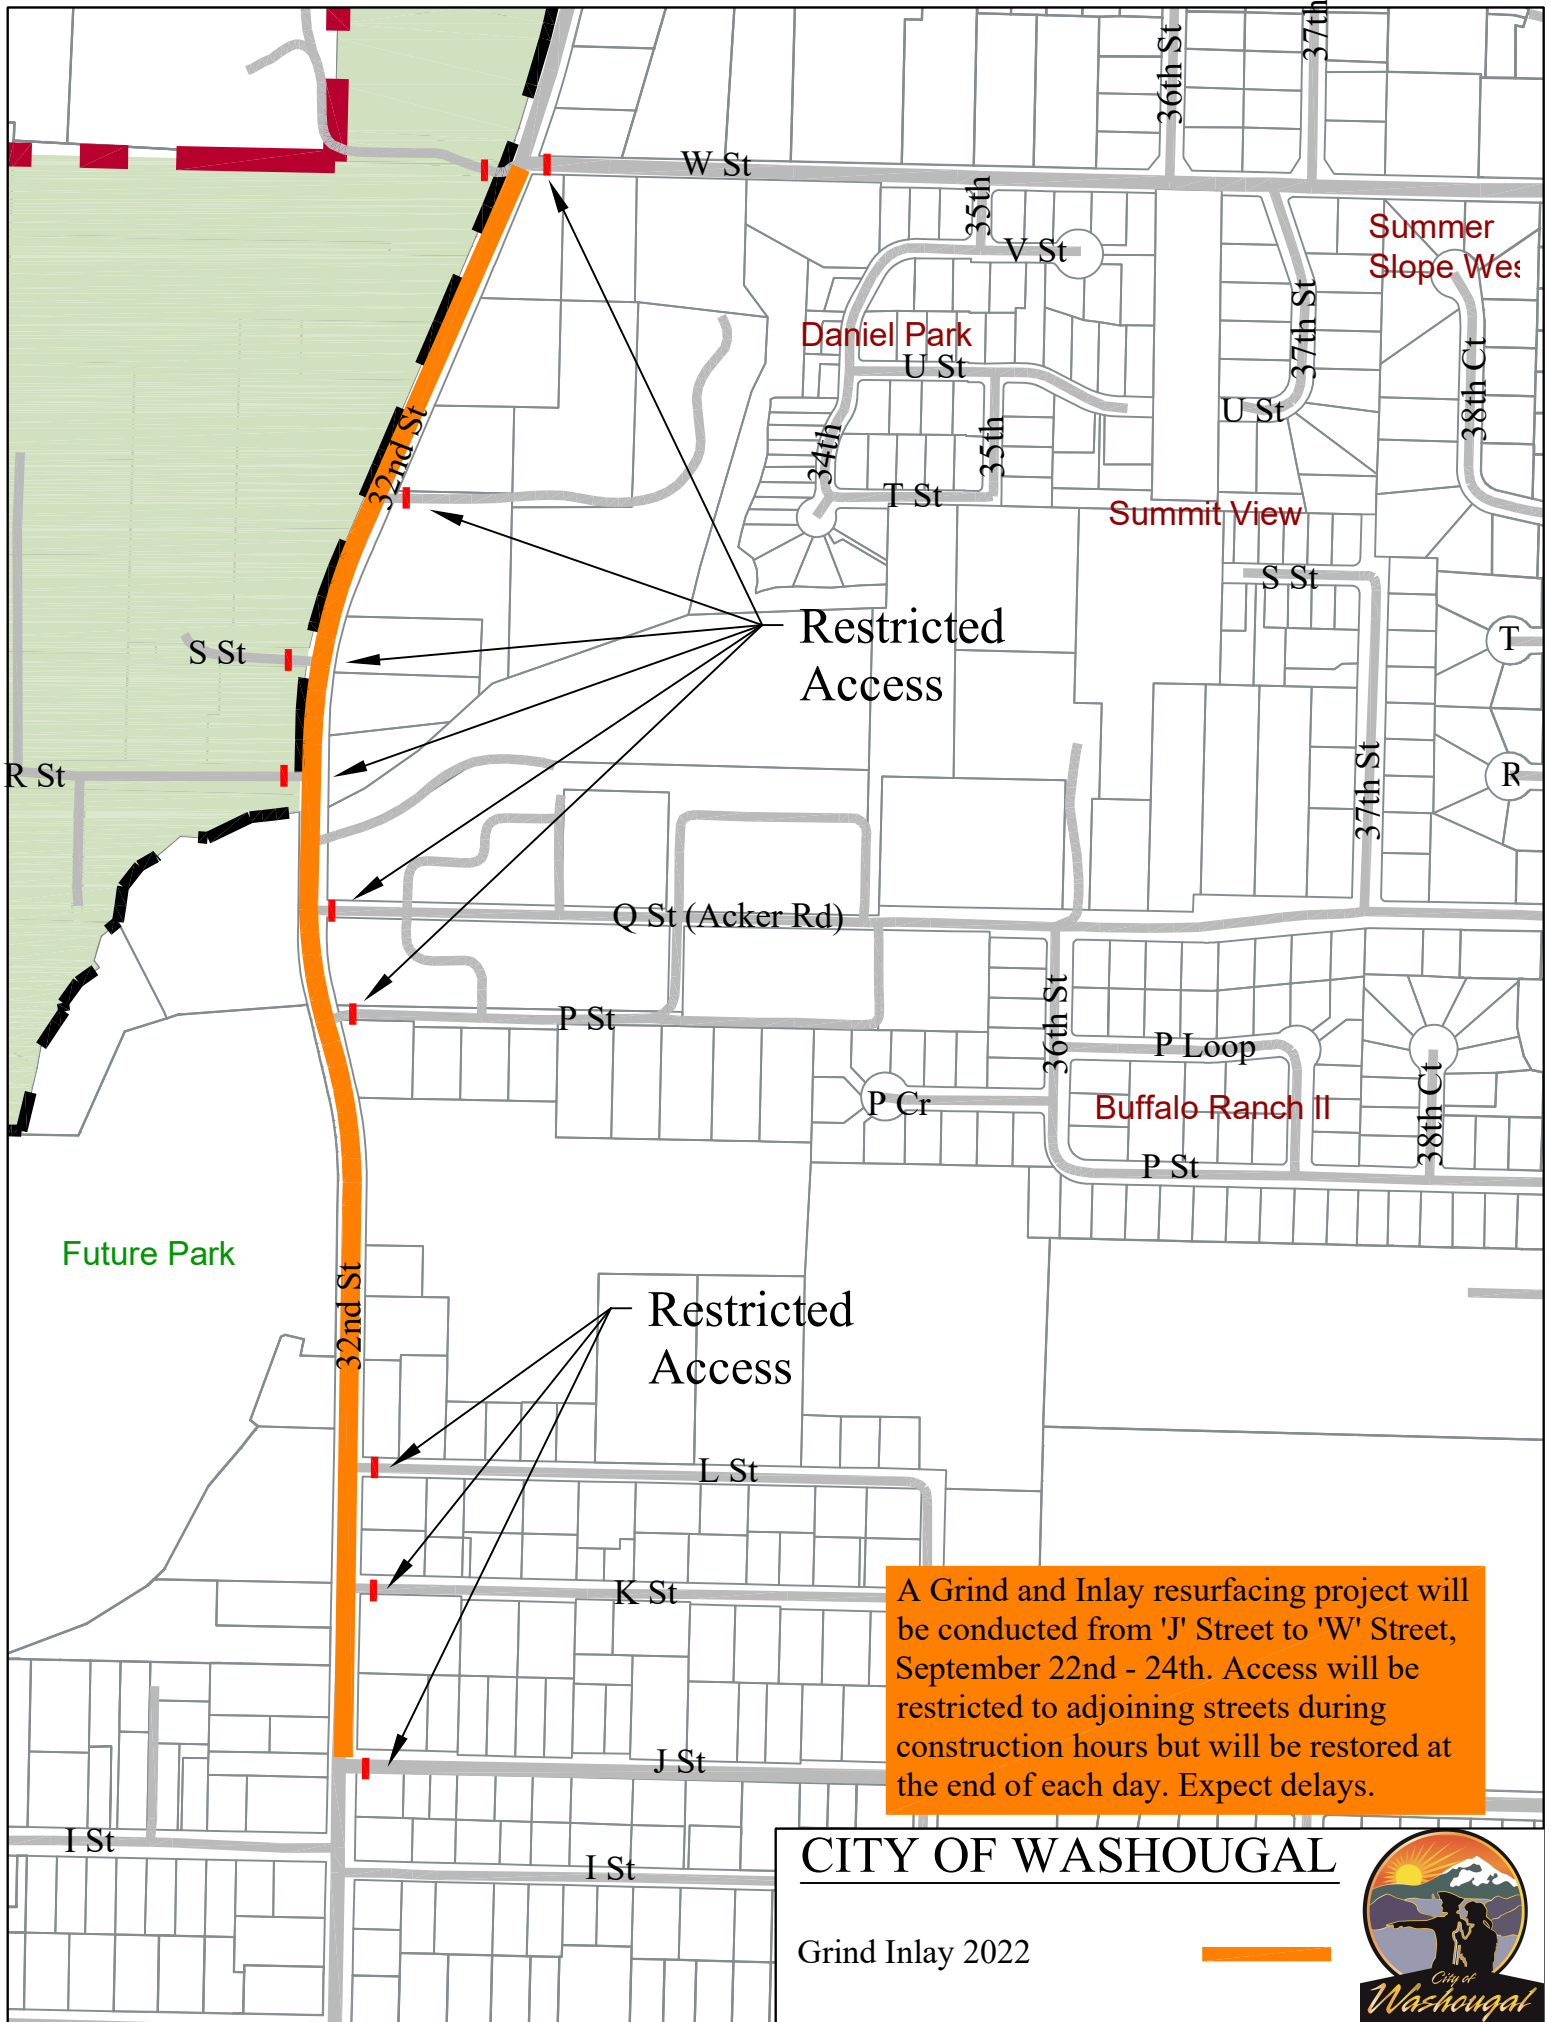 36th St
37th
W St
35th
V St
Summer
Slope Wes
Daniel Park
U St
37th St
38th Ct
U St
32nd St
34th
35th
T St
Summit View
S St
Restricted
Access
T
S St
R St
37th St
R
Q St (Acker Rd)
P St
36th St
P Loop
P Cr
Buffalo Ranch II
38th Ct
P St
Future Park
32nd St
Restricted
Access
L St
K St
A Grind and Inlay resurfacing project will
be conducted from 'J' Street to 'W' Street,
September 22nd - 24th. Access will be
restricted to adjoining streets during
construction hours but will be restored at
the end of each day. Expect delays.
J St
I St
I St
CITY OF WASHOUGAL
Grind Inlay 2022
City of
Washougal